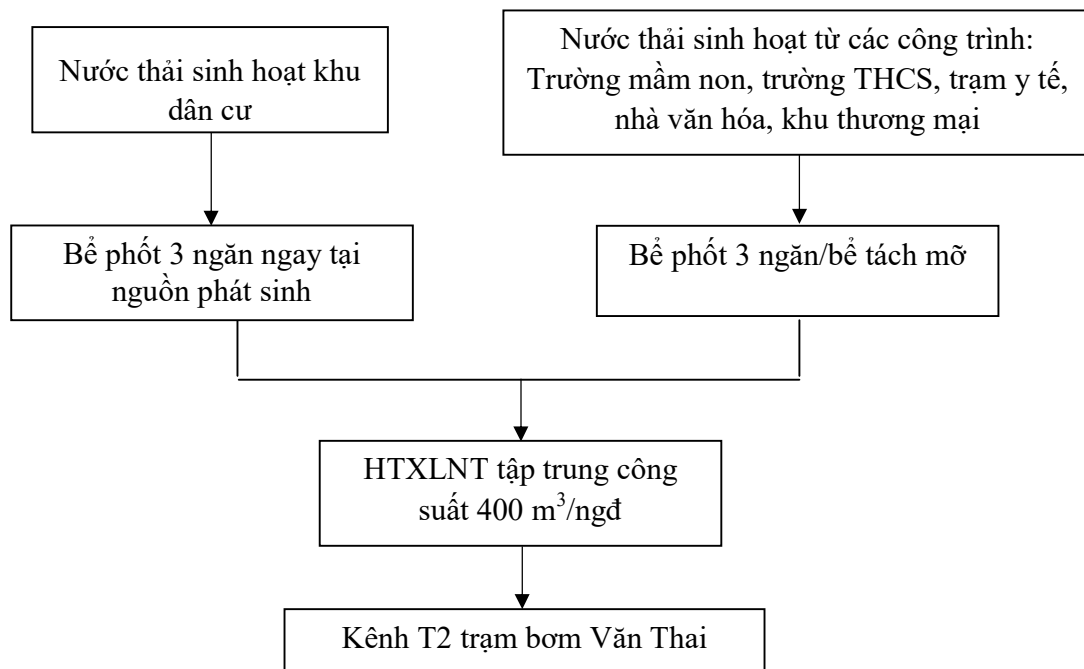 Nước thải sinh hoạt khu
dân cư
Nước thải sinh hoạt từ các công trình:
Trường mầm non, trường THCS, trạm y tế,
nhà văn hóa, khu thương mại
Bể phốt 3 ngăn ngay tại
nguồn phát sinh
Bể phốt 3 ngăn/bể tách mỡ
HTXLNT tập trung công
suất 400 m³/ngđ
Kênh T2 trạm bơm Văn Thai